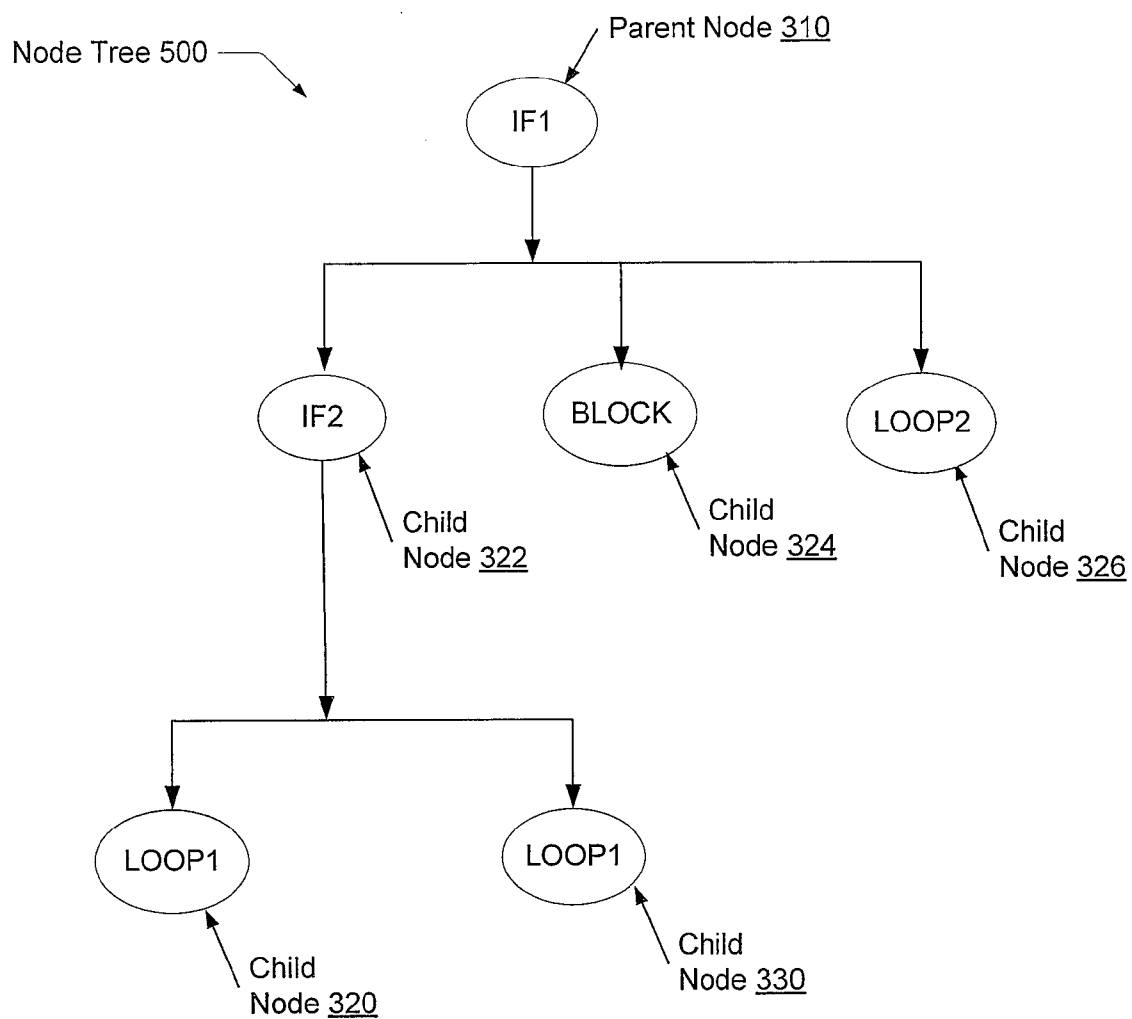 Parent Node 310
Node Tree 500
IF1
IF2
BLOCK
LOOP2
Child
Node 322
Child
Node 324
Child
Node 326
LOOP1
LOOP1
Child
Node 320
Child
Node 330